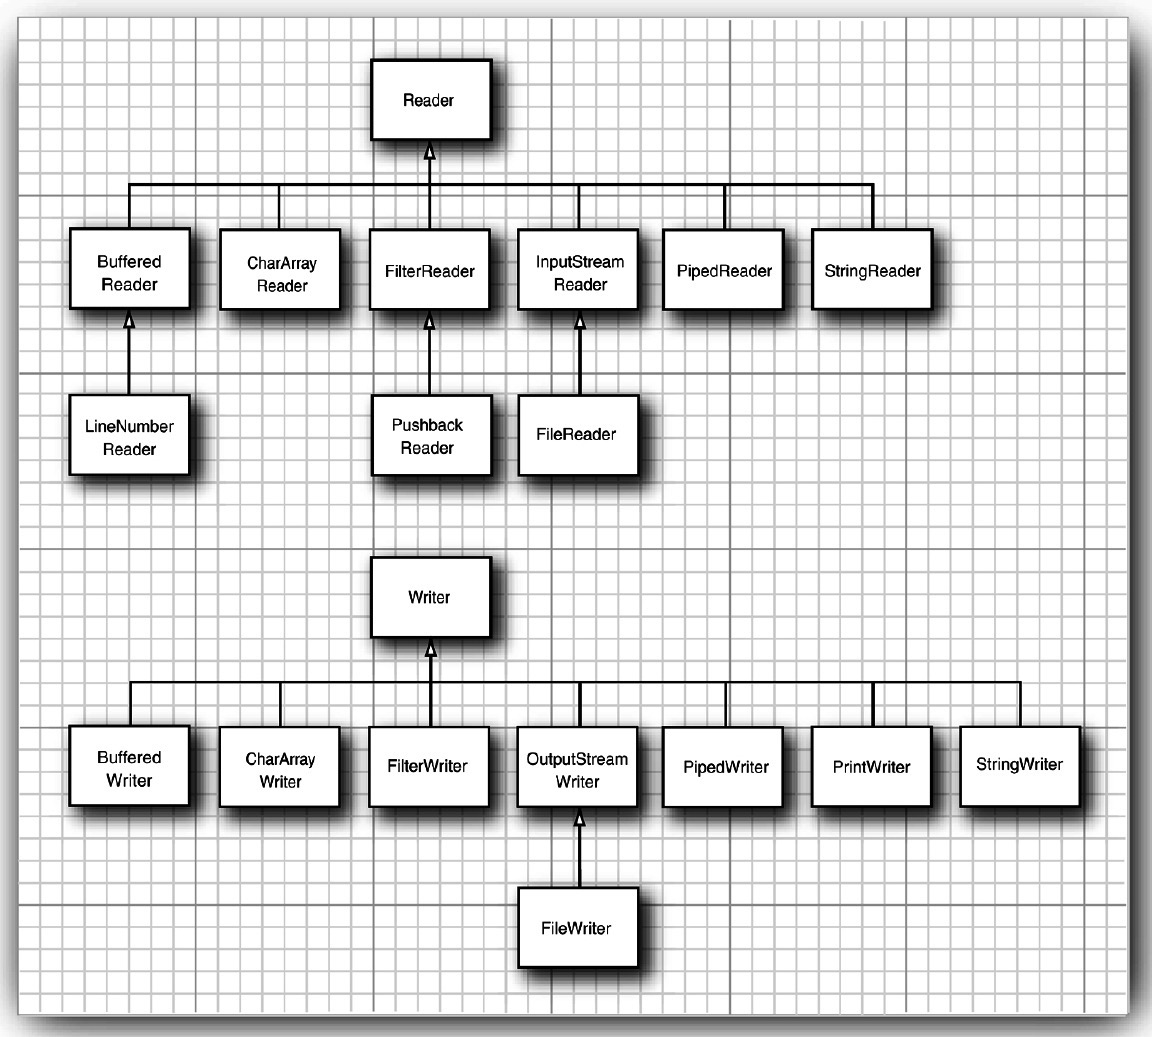 Reader
Buffered
Reader
CharArray
Reader
FilterReader
InputStream
Reader
PipedReader
StringReader
LineNumber
Reader
Pushback
Reader
FileReader
Writer
Buffered
Writer
CharArray
Writer
FilterWriter
OutputStream
Writer
PipedWriter
PrintWriter
StringWriter
FileWriter